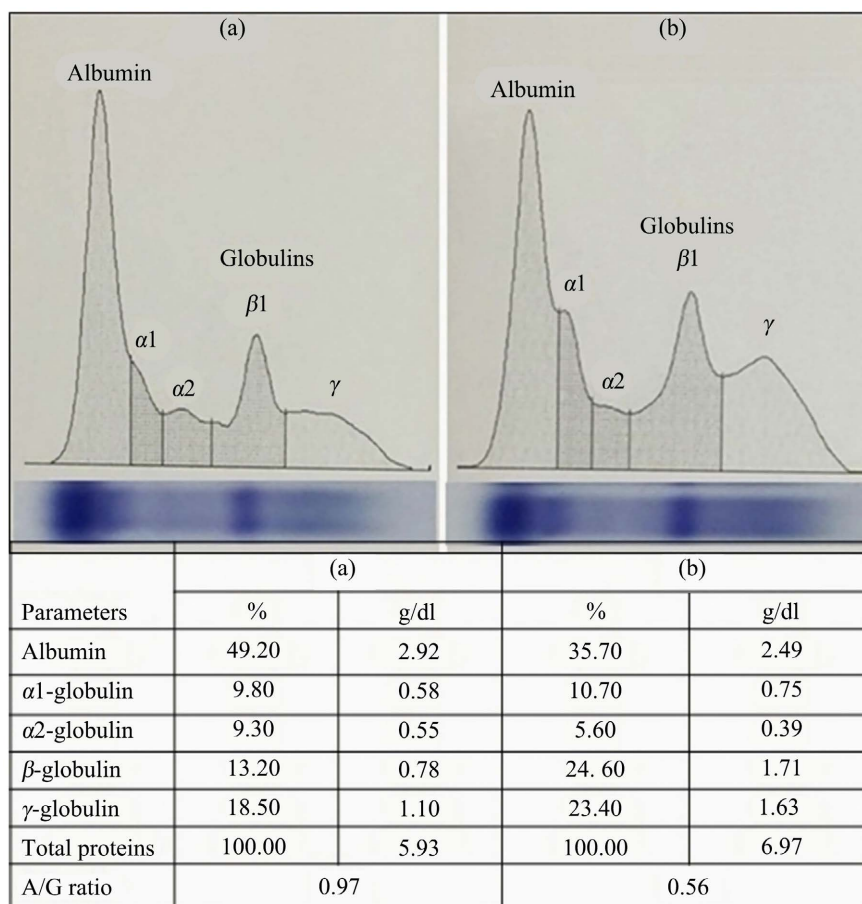 (a) (b)
Albumin
Albumin
Globulins
Globulins
β1
β1
α1
α1
γ
α2
α2
γ
(a) (b)
Parameters % g/dl % g/dl
Albumin 49.20 2.92 35.70 2.49
α1-globulin 9.80 0.58 10.70 0.75
α2-globulin 9.30 0.55 5.60 0.39
β-globulin 13.20 0.78 24. 60 1.71
γ-globulin 18.50 1.10 23.40 1.63
Total proteins 100.00 5.93 100.00 6.97
A/G ratio 0.97 0.56